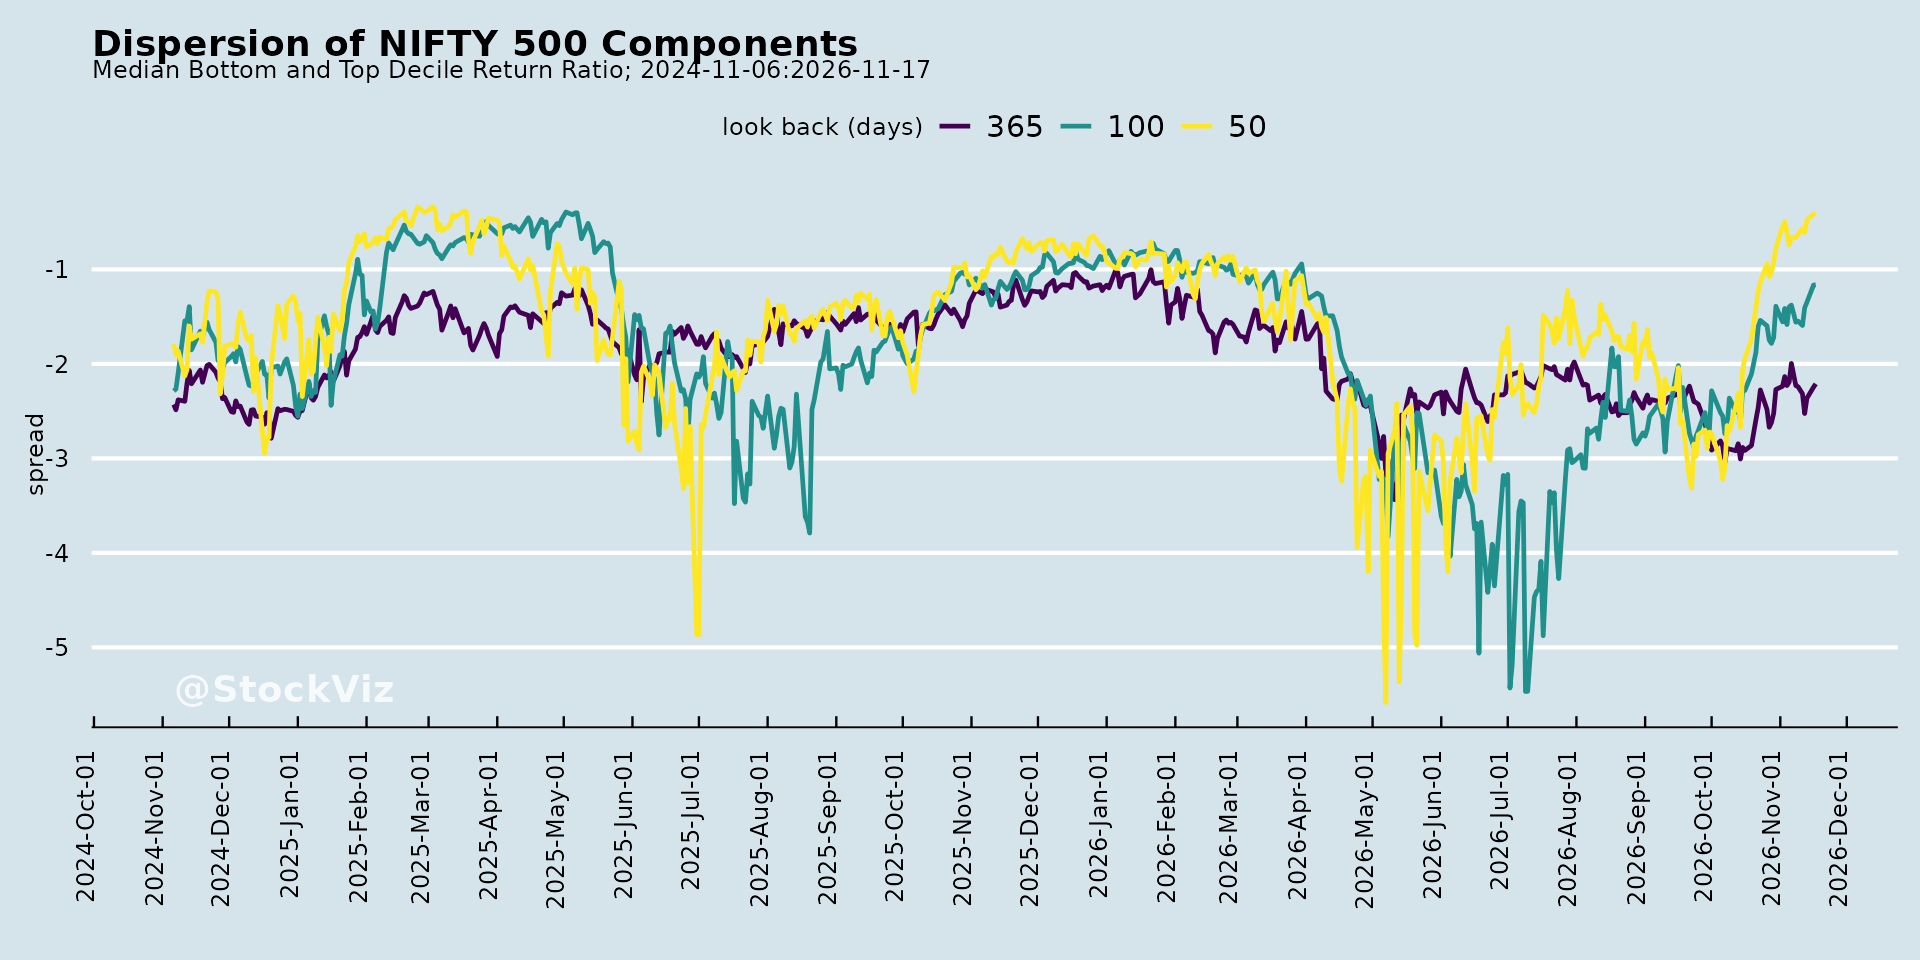 Dispersion of NIFTY 500 Components
Median Bottom and Top Decile Return Ratio; 2024-11-06:2026-11-17
look back (days) 365 100 50
-1
-2
-3
-4
-5
spread
@StockViz
2024-Oct-01
2024-Nov-01
2024-Dec-01
2025-Jan-01
2025-Feb-01
2025-Mar-01
2025-Apr-01
2025-May-01
2025-Jun-01
2025-Jul-01
2025-Aug-01
2025-Sep-01
2025-Oct-01
2025-Nov-01
2025-Dec-01
2026-Jan-01
2026-Feb-01
2026-Mar-01
2026-Apr-01
2026-May-01
2026-Jun-01
2026-Jul-01
2026-Aug-01
2026-Sep-01
2026-Oct-01
2026-Nov-01
2026-Dec-01